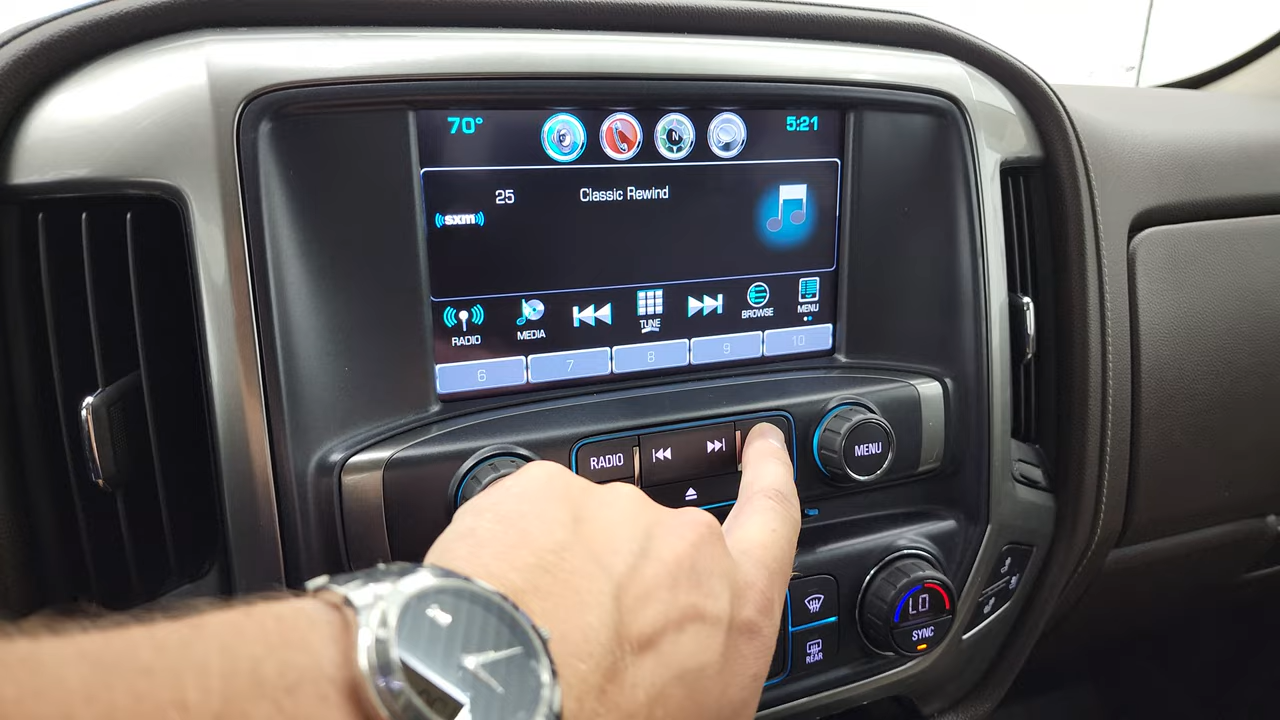 70° N 5:21
25 Classic Rewind
sxm
RADIO MEDIA TUNE BROWSE MENU
6 7 8 9 10
RADIO MENU
LO
SYNC
REAR